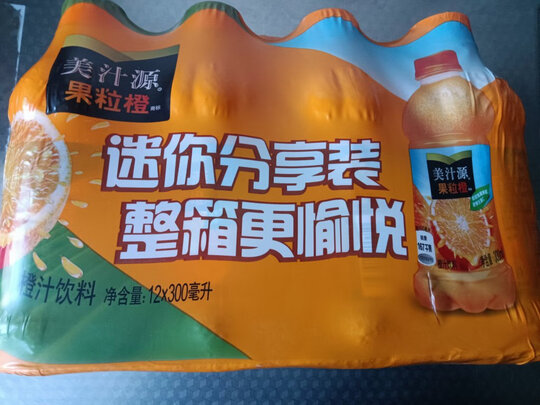 美汁源
果粒橙
迷你分享装
整箱更愉悦
橙汁饮料 净含量:12×300毫升
美汁源
果粒橙